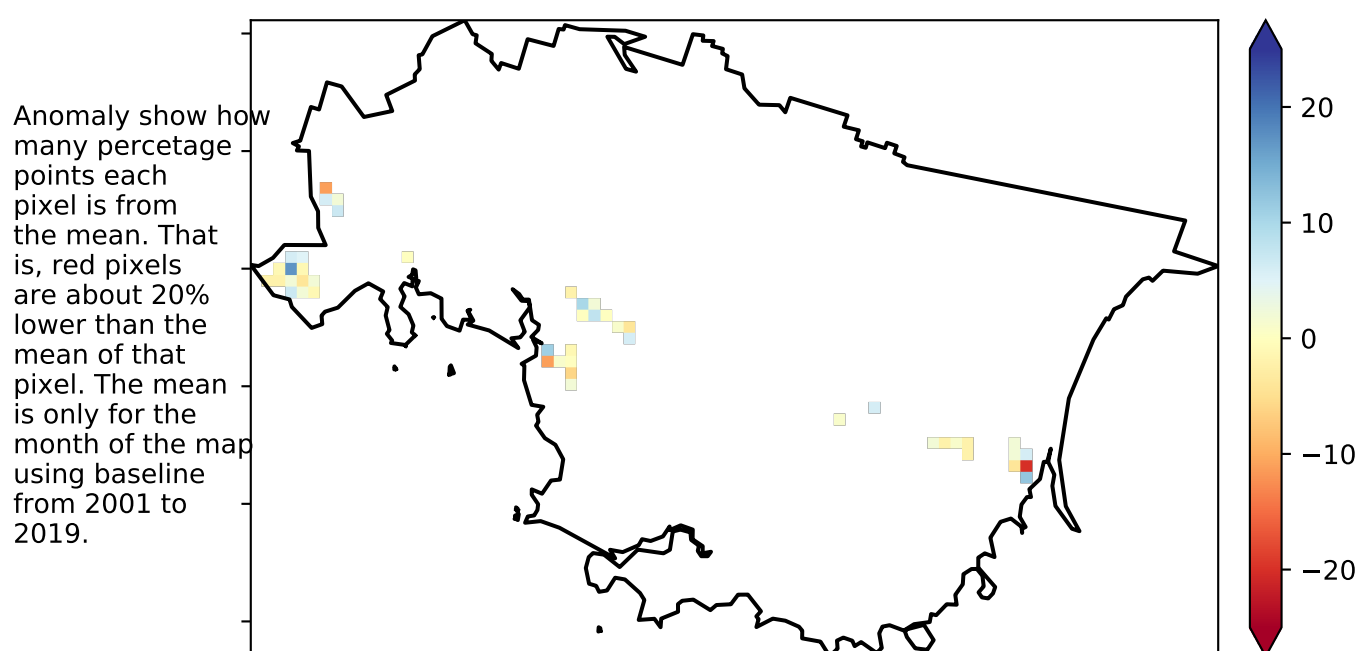 Anomaly show how
many percetage
points each
pixel is from
the mean. That
is, red pixels
are about 20%
lower than the
mean of that
pixel. The mean
is only for the
month of the map
using baseline
from 2001 to
2019.
20
10
0
−10
−20